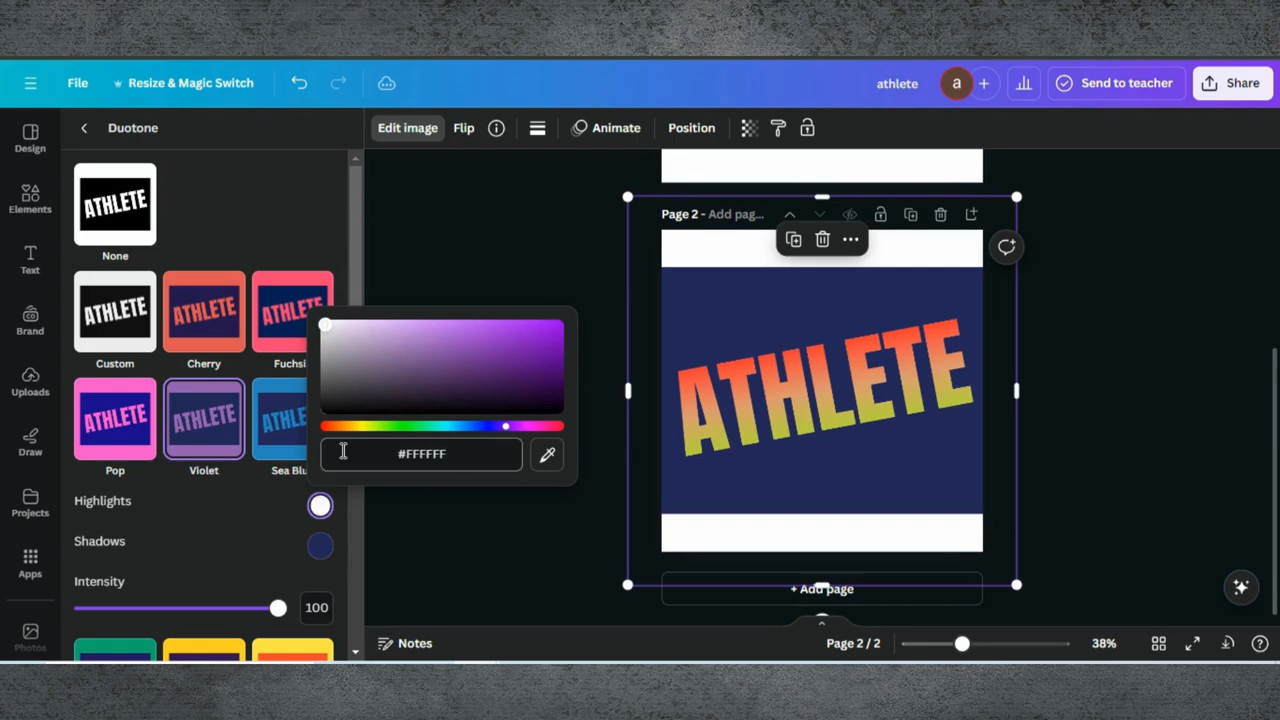 File
Resize & Magic Switch
athlete
a
Send to teacher
Share
Design
Elements
Text
Brand
Uploads
Draw
Projects
Apps
Photos
Duotone
ATHLETE
None
ATHLETE
Custom
ATHLETE
Cherry
ATHLETE
Fuchsi
ATHLETE
Pop
ATHLETE
Violet
ATHLE
Sea Blu
Highlights
Shadows
Intensity
100
#FFFFFF
Edit image
Flip
Animate
Position
Page 2 - Add pag...
ATHLETE
+ Add page
Notes
Page 2 / 2
38%